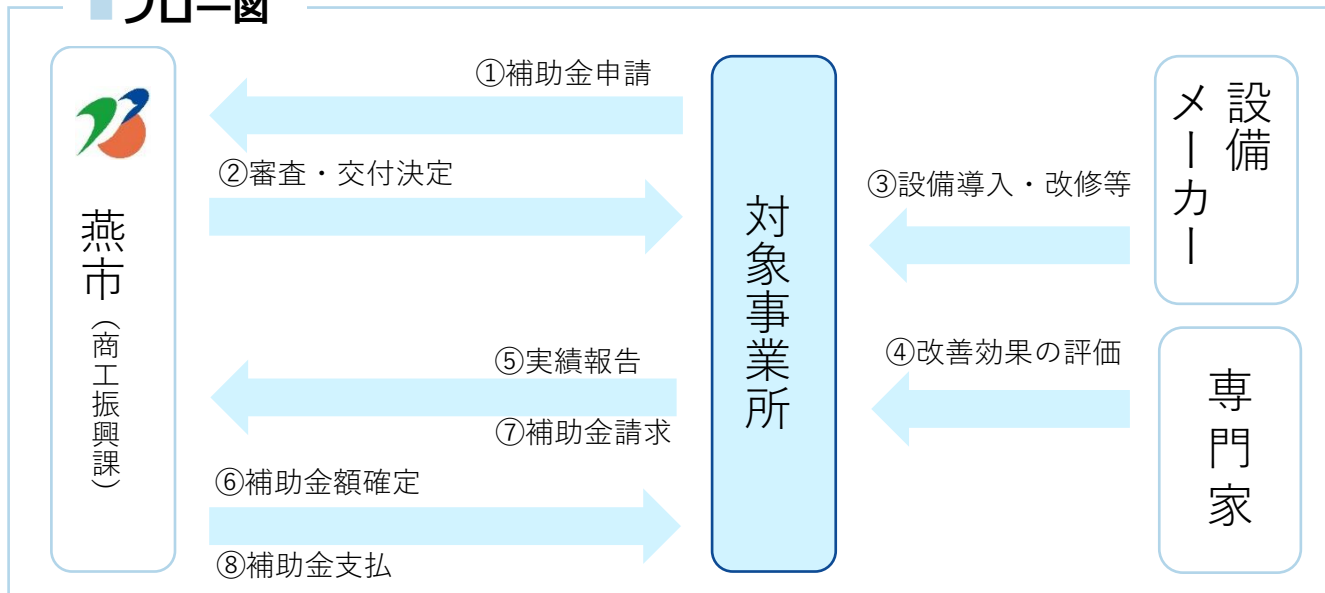 フロー図
①補助金申請
②審査・交付決定
燕市（商工振興課）
対象事業所
③設備導入・改修等
設備
メーカー
④改善効果の評価
専門家
⑤実績報告
⑦補助金請求
⑥補助金額確定
⑧補助金支払